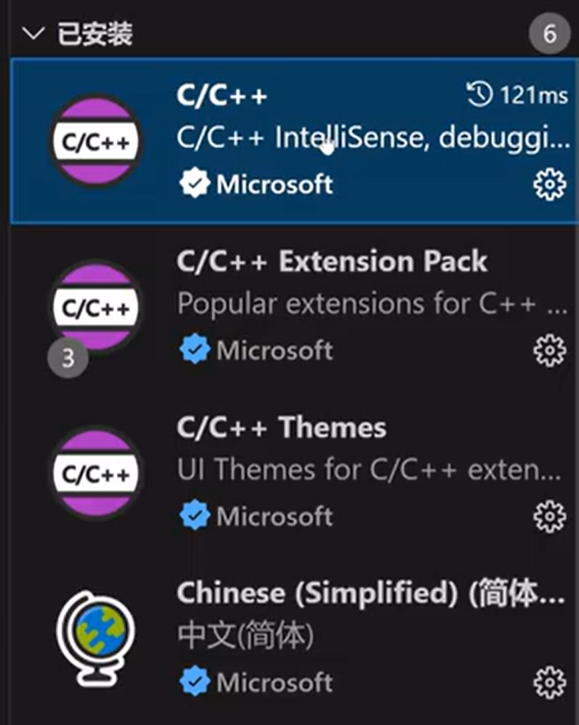 已安装
6
C/C++
121ms
C/C++
C/C++ IntelliSense, debuggi...
Microsoft
C/C++ Extension Pack
C/C++
Popular extensions for C++ ...
3
Microsoft
C/C++ Themes
C/C++
UI Themes for C/C++ exten...
Microsoft
Chinese (Simplified) (简体...
中文(简体)
Microsoft